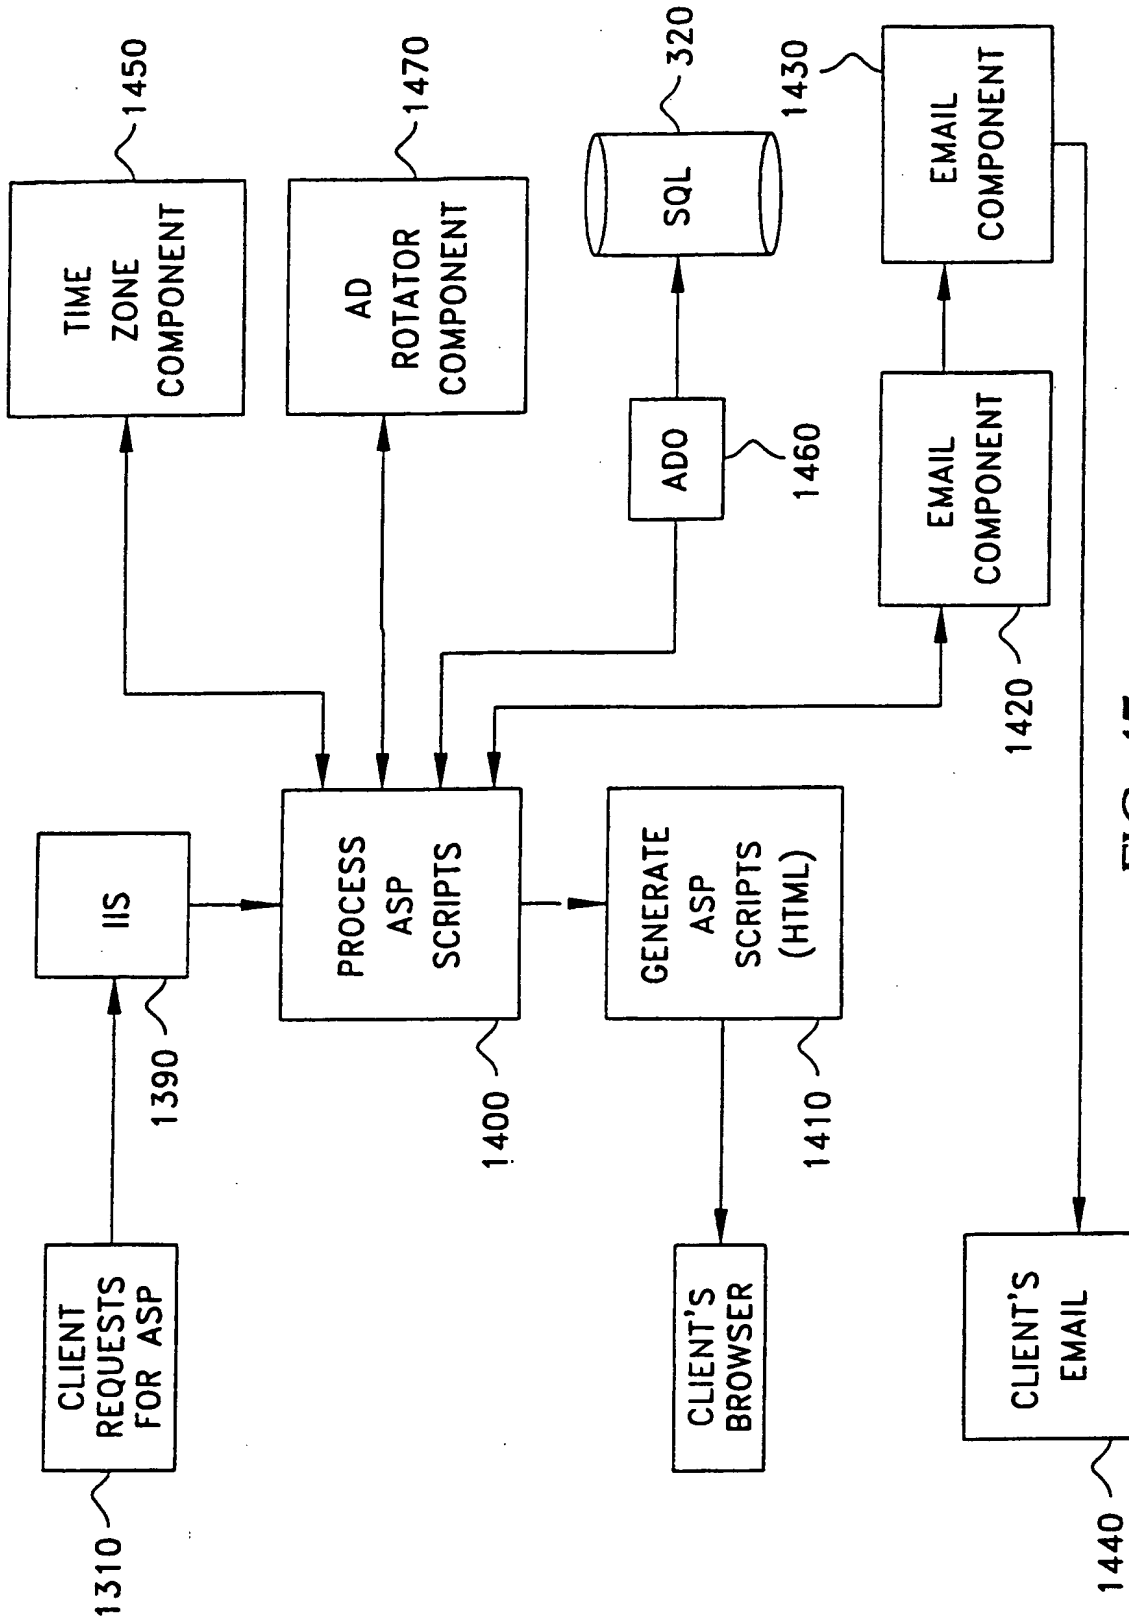 1310
CLIENT
REQUESTS
FOR ASP
1390
IIS
TIME
ZONE
COMPONENT
1450
1400
PROCESS
ASP
SCRIPTS
AD
ROTATOR
COMPONENT
1470
1410
GENERATE
ASP
SCRIPTS
(HTML)
CLIENT'S
BROWSER
ADO
1460
SQL
320
1420
EMAIL
COMPONENT
1430
EMAIL
COMPONENT
1440
CLIENT'S
EMAIL
FIG.